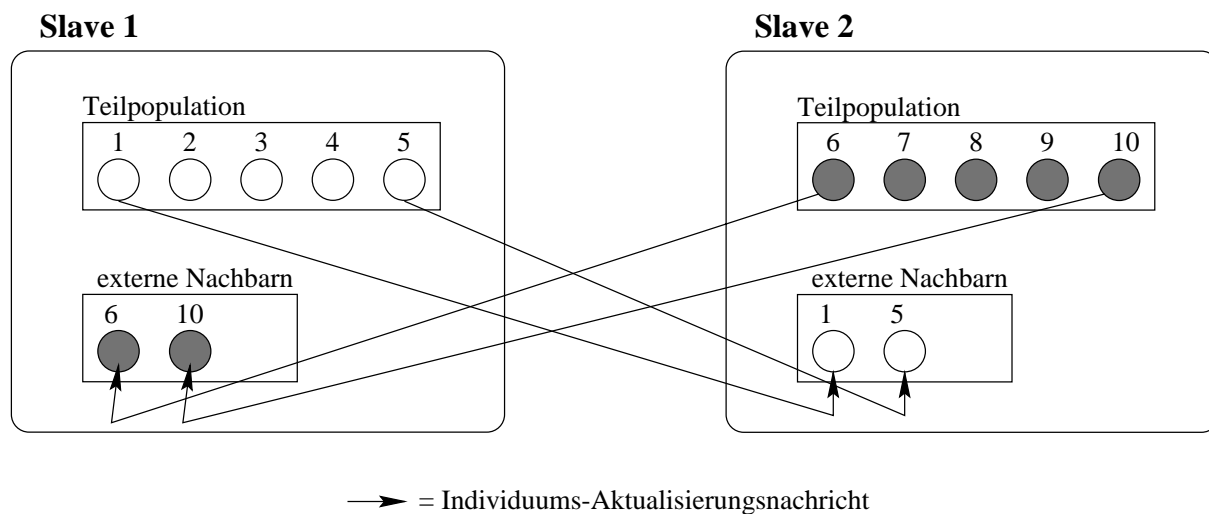 Slave 1
Slave 2
Teilpopulation
1 2 3 4 5
Teilpopulation
6 7 8 9 10
externe Nachbarn
6 10
externe Nachbarn
1 5
= Individuums-Aktualisierungsnachricht